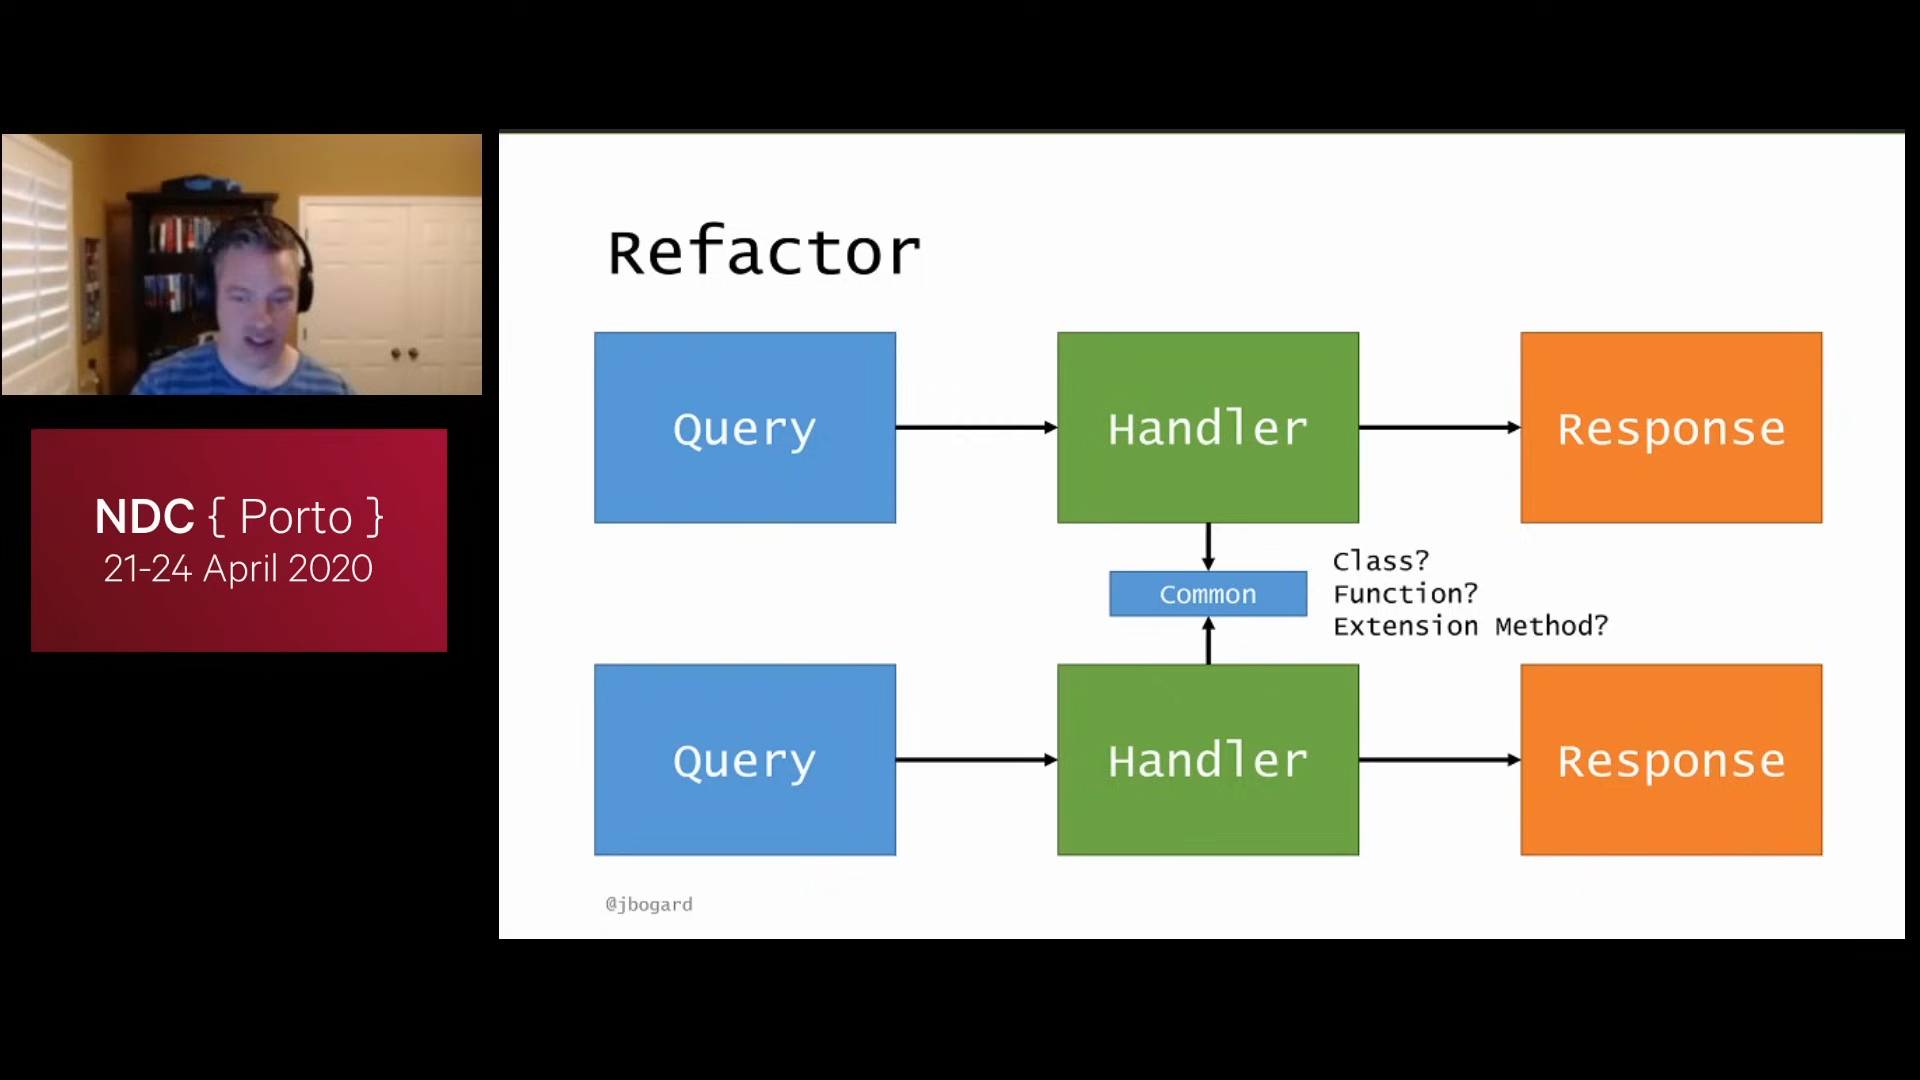 NDC { Porto }
21-24 April 2020
Refactor
Query
Handler
Response
Common
Class?
Function?
Extension Method?
Query
Handler
Response
@jbogard